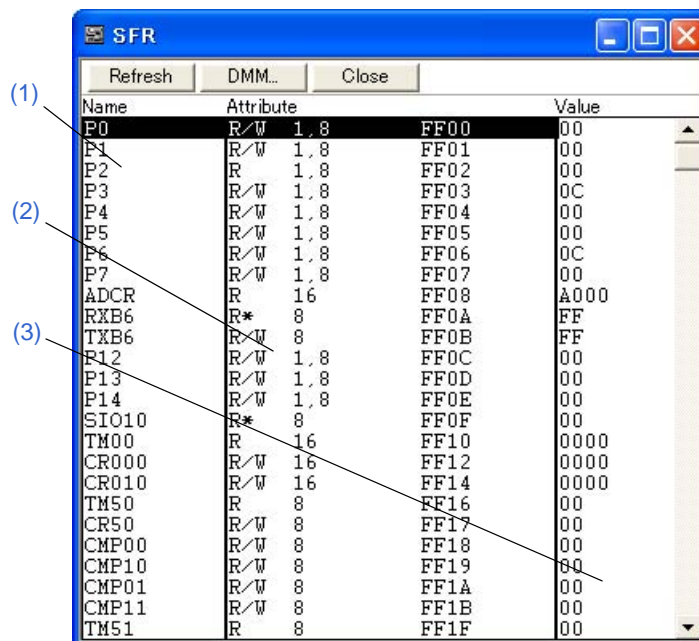 SFR
Refresh DMM... Close
(1)
Name Attribute Value
P0 R/W 1,8 FF00 00
P1 R/W 1,8 FF01 00
P2 R 1,8 FF02 00
P3 R/W 1,8 FF03 0C
(2)
P4 R/W 1,8 FF04 00
P5 R/W 1,8 FF05 00
P6 R/W 1,8 FF06 0C
P7 R/W 1,8 FF07 00
ADCR R 16 FF08 A000
RXB6 R* 8 FF0A FF
(3)
TXB6 R/W 8 FF0B FF
P12 R/W 1,8 FF0C 00
P13 R/W 1,8 FF0D 00
P14 R/W 1,8 FF0E 00
SIO10 R* 8 FF0F 00
TM00 R 16 FF10 0000
CR000 R/W 16 FF12 0000
CR010 R/W 16 FF14 0000
TM50 R 8 FF16 00
CR50 R/W 8 FF17 00
CMP00 R/W 8 FF18 00
CMP10 R/W 8 FF19 00
CMP01 R/W 8 FF1A 00
CMP11 R/W 8 FF1B 00
TM51 R 8 FF1F 00